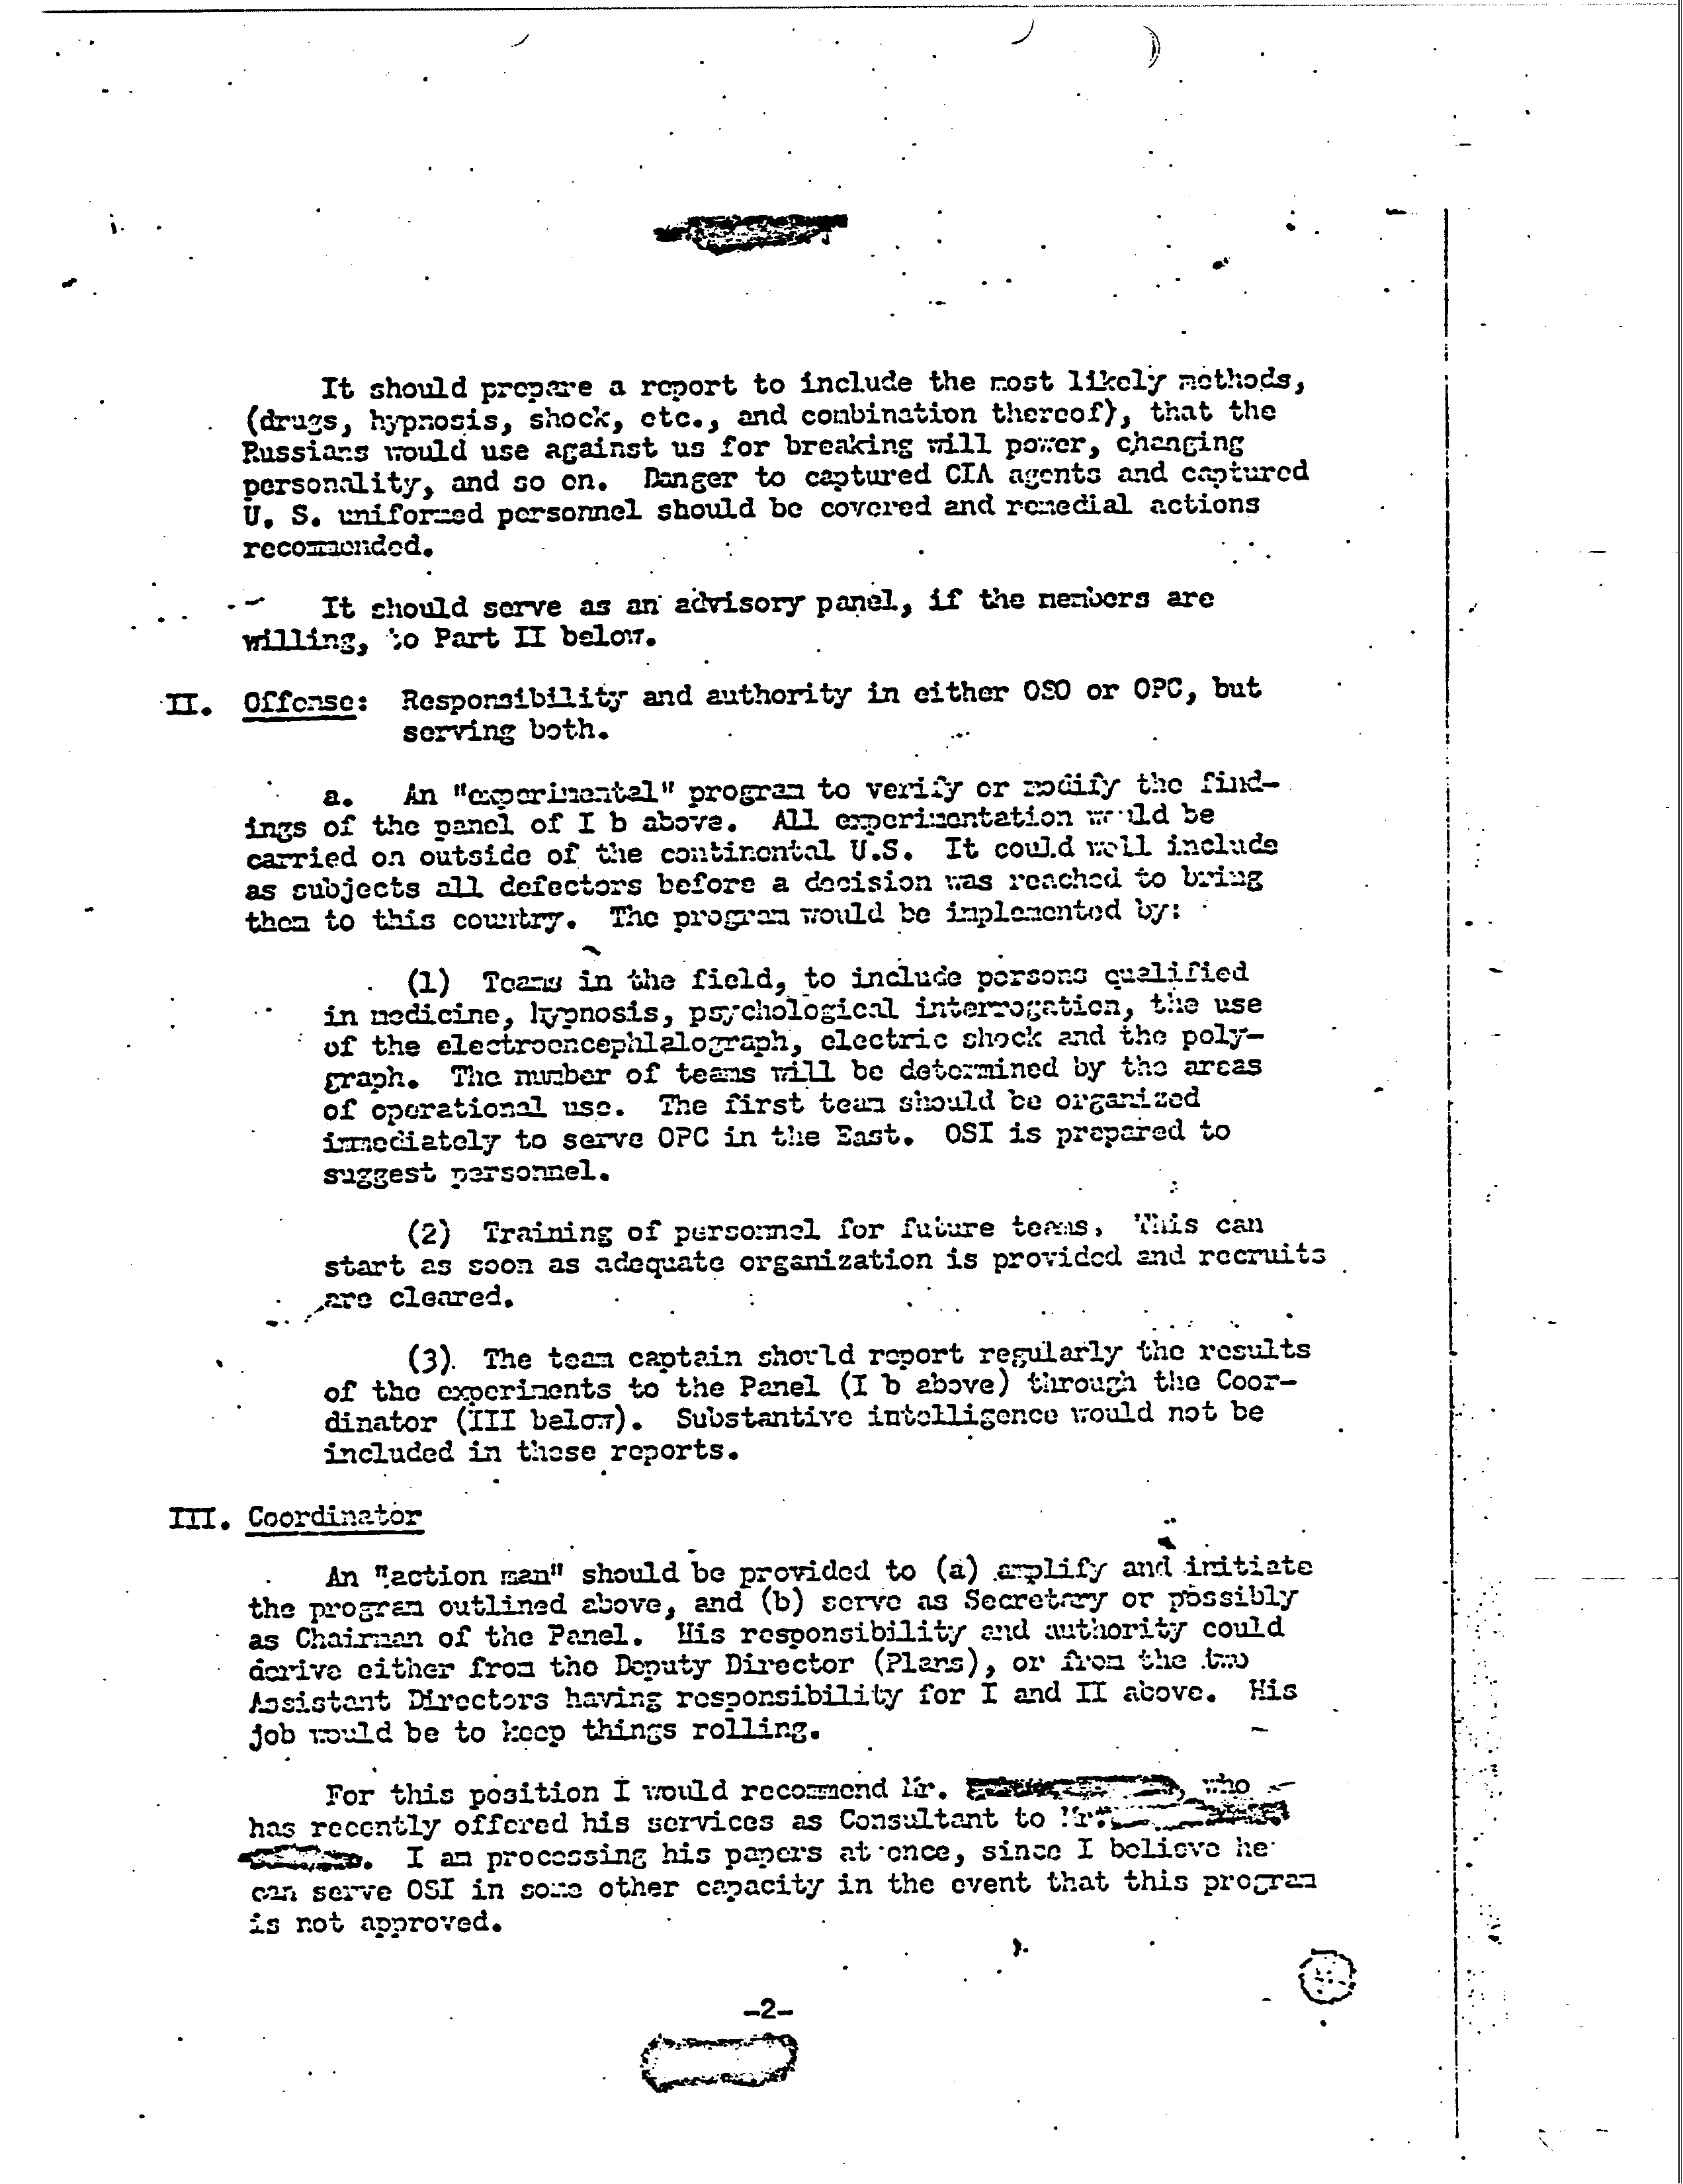 It should prepare a report to include the most likely methods,
(drugs, hypnosis, shock, etc., and combination thereof), that the
Russians would use against us for breaking will power, changing
personality, and so on. Danger to captured CIA agents and captured
U. S. uniformed personnel should be covered and remedial actions
recommended.
It should serve as an advisory panel, if the members are
willing, to Part II below.
II. Offense: Responsibility and authority in either OSO or OPC, but
serving both.
a. An "experimental" program to verify or modify the find-
ings of the panel of I b above. All experimentation would be
carried on outside of the continental U.S. It could well include
as subjects all defectors before a decision was reached to bring
them to this country. The program would be implemented by:
(1) Teams in the field, to include persons qualified
in medicine, hypnosis, psychological interrogation, the use
of the electroencephlalograph, electric shock and the poly-
graph. The number of teams will be determined by the areas
of operational use. The first team should be organized
immediately to serve OPC in the East. OSI is prepared to
suggest personnel.
(2) Training of personnel for future teams. This can
start as soon as adequate organization is provided and recruits
are cleared.
(3). The team captain should report regularly the results
of the experiments to the Panel (I b above) through the Coor-
dinator (III below). Substantive intelligence would not be
included in these reports.
III. Coordinator
An "action man" should be provided to (a) amplify and initiate
the program outlined above, and (b) serve as Secretary or possibly
as Chairman of the Panel. His responsibility and authority could
derive either from the Deputy Director (Plans), or from the two
Assistant Directors having responsibility for I and II above. His
job would be to keep things rolling.
For this position I would recommend Mr. , who
has recently offered his services as Consultant to Mr.
. I am processing his papers at once, since I believe he
can serve OSI in some other capacity in the event that this program
is not approved.
-2-